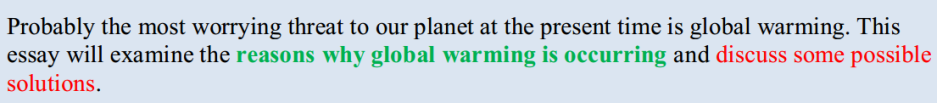 Probably the most worrying threat to our planet at the present time is global warming. This
essay will examine the reasons why global warming is occurring and discuss some possible
solutions.